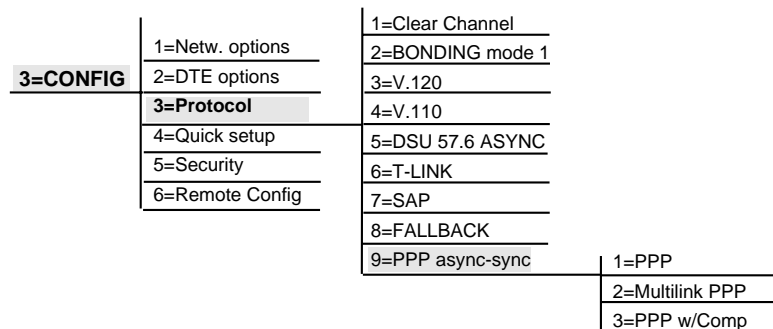 3=CONFIG
1=Netw. options
2=DTE options
3=Protocol
4=Quick setup
5=Security
6=Remote Config
1=Clear Channel
2=BONDING mode 1
3=V.120
4=V.110
5=DSU 57.6 ASYNC
6=T-LINK
7=SAP
8=FALLBACK
9=PPP async-sync
1=PPP
2=Multilink PPP
3=PPP w/Comp